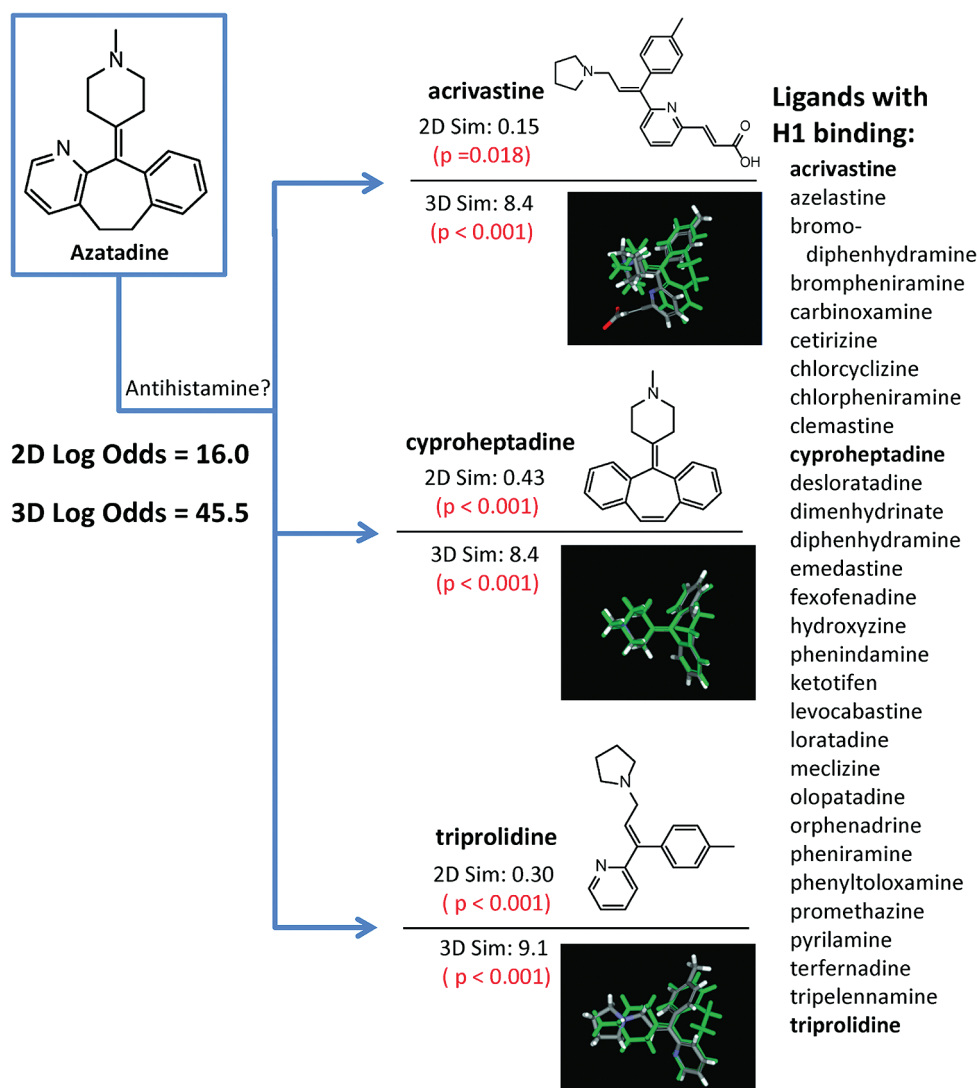 N
N
Azatadine
Antihistamine?
2D Log Odds = 16.0
3D Log Odds = 45.5
acrivastine
2D Sim: 0.15
(p =0.018)
3D Sim: 8.4
(p < 0.001)
N
N
O
OH
cyproheptadine
2D Sim: 0.43
(p < 0.001)
3D Sim: 8.4
(p < 0.001)
N
triprolidine
2D Sim: 0.30
( p < 0.001)
3D Sim: 9.1
( p < 0.001)
N
N
Ligands with
H1 binding:
acrivastine
azelastine
bromo-
diphenhydramine
brompheniramine
carbinoxamine
cetirizine
chlorcyclizine
chlorpheniramine
clemastine
cyproheptadine
desloratadine
dimenhydrinate
diphenhydramine
emedastine
fexofenadine
hydroxyzine
phenindamine
ketotifen
levocabastine
loratadine
meclizine
olopatadine
orphenadrine
pheniramine
phenyltoloxamine
promethazine
pyrilamine
terfernadine
tripelennamine
triprolidine